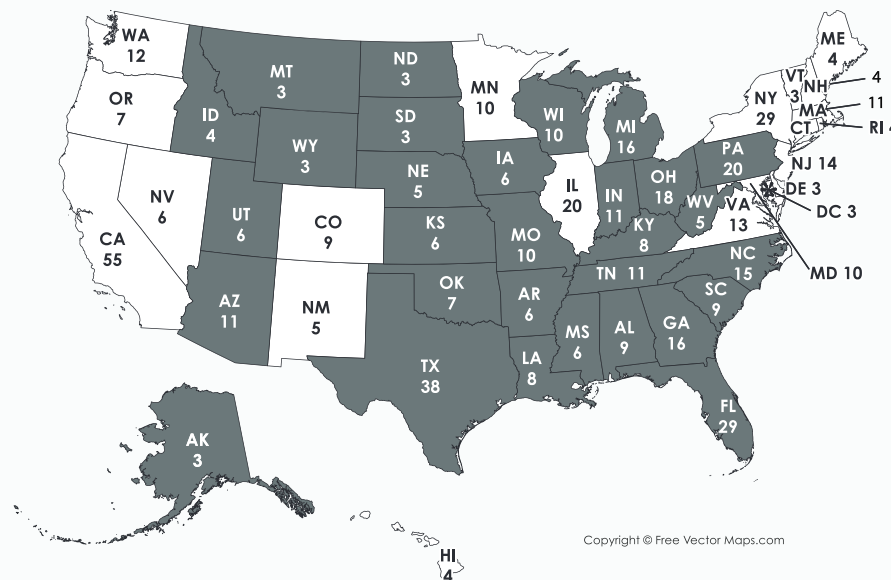 WA
12
OR
7
CA
55
NV
6
ID
4
MT
3
WY
3
UT
6
AZ
11
CO
9
NM
5
ND
3
SD
3
NE
5
KS
6
OK
7
TX
38
MN
10
IA
6
MO
10
AR
6
LA
8
WI
10
IL
20
MI
16
IN
11
OH
18
KY
8
TN 11
MS
6
AL
9
GA
16
FL
29
SC
9
NC
15
VA
13
WV
5
PA
20
NY
29
VT
3
NH
4
ME
4
MA
11
CT
RI 4
NJ 14
DE 3
DC 3
MD 10
AK
3
HI
4
Copyright © Free Vector Maps.com